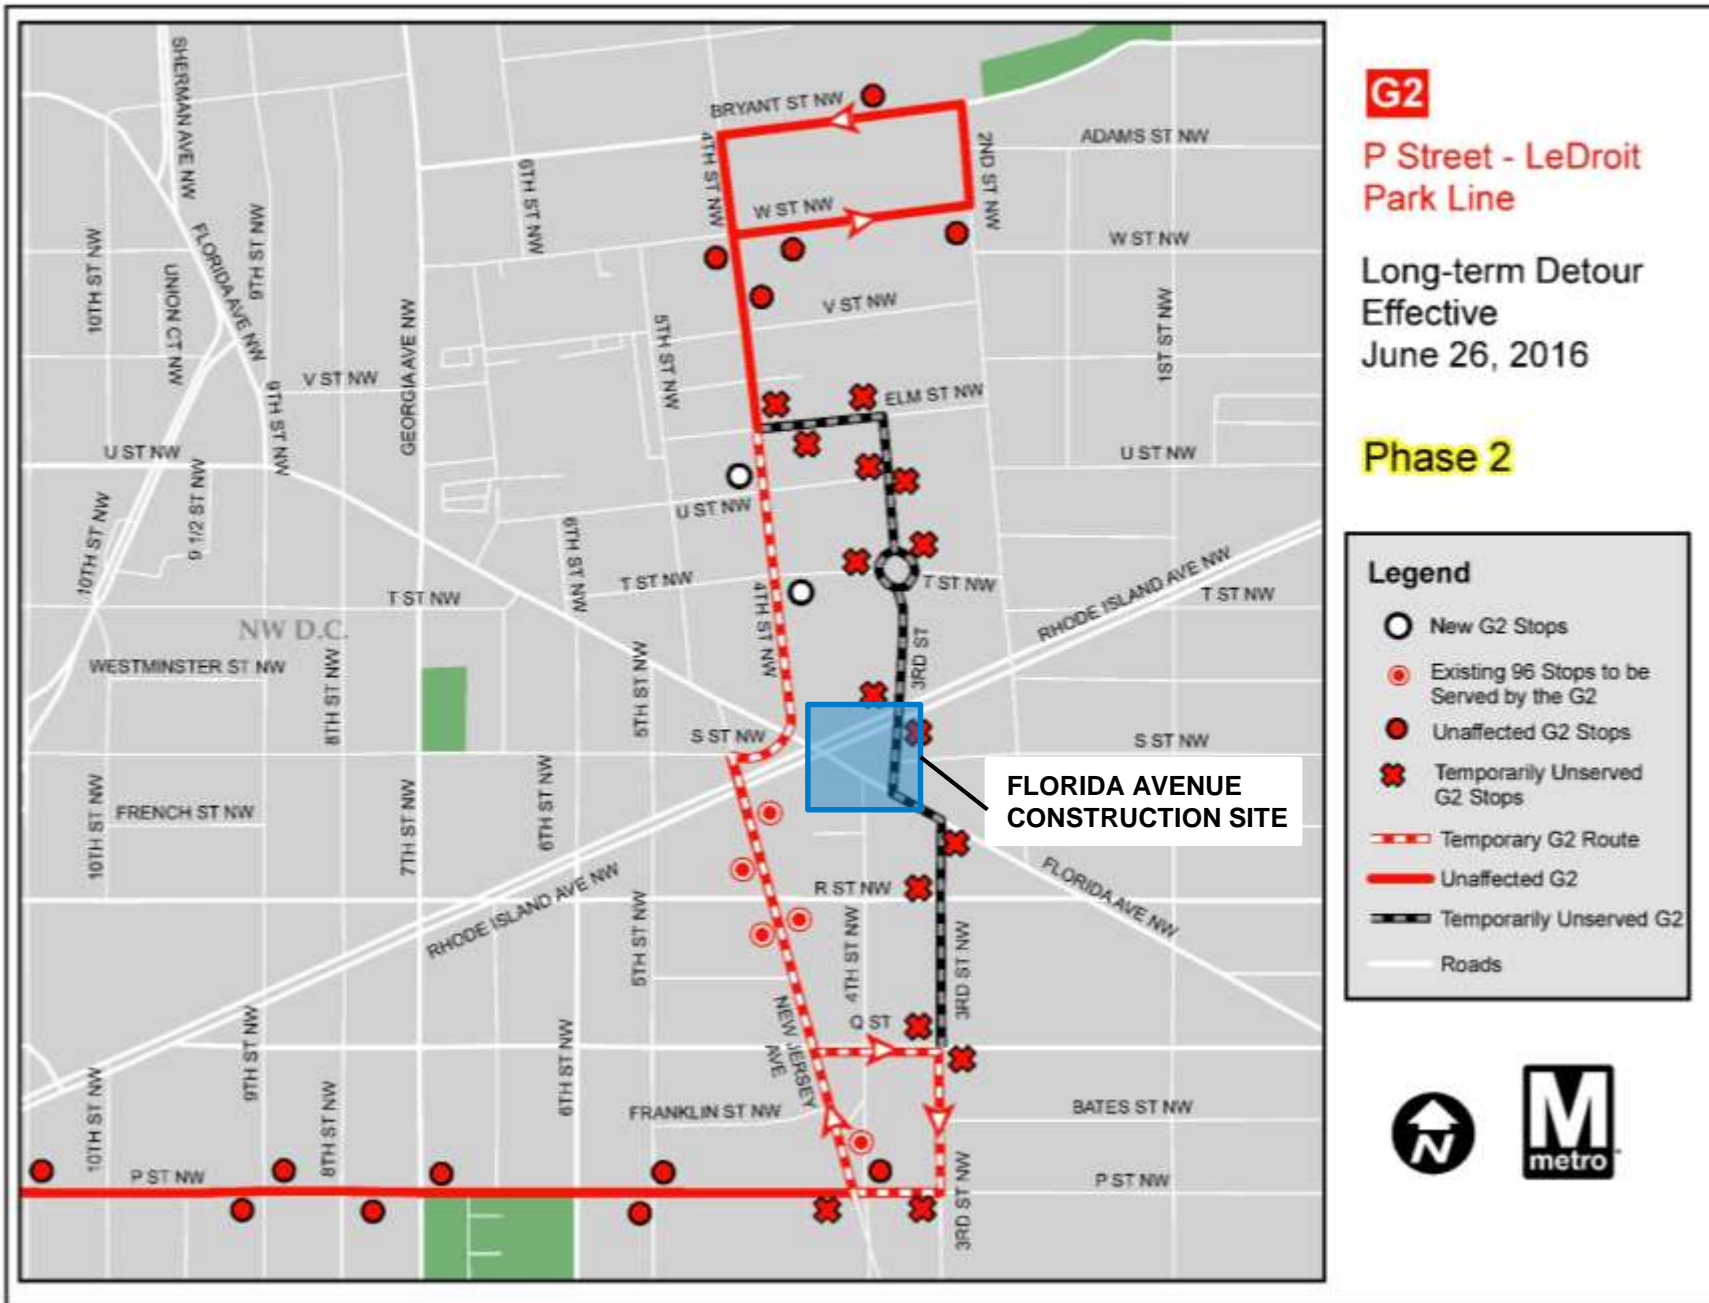 BRYANT ST NW
SHERMAN AVE NW
4TH ST NW
2ND ST NW
ADAMS ST NW
6TH ST NW
W ST NW
W ST NW
10TH ST NW
UNION CT NW
FLORIDA AVE NW
9TH ST NW
GEORGIA AVE NW
5TH ST NW
V ST NW
1ST ST NW
V ST NW
9TH ST NW
ELM ST NW
U ST NW
U ST NW
9 1/2 ST NW
10TH ST NW
U ST NW
6TH ST NW
T ST NW
T ST NW
4TH ST NW
T ST NW
RHODE ISLAND AVE NW
T ST NW
NW D.C.
WESTMINSTER ST NW
8TH ST NW
5TH ST NW
3RD ST
S ST NW
S ST NW
FLORIDA AVENUE
CONSTRUCTION SITE
10TH ST NW
FRENCH ST NW
7TH ST NW
6TH ST NW
RHODE ISLAND AVE NW
R ST NW
FLORIDA AVE NW
5TH ST NW
4TH ST NW
3RD ST NW
NEW JERSEY
AVE
Q ST
9TH ST NW
6TH ST NW
10TH ST NW
8TH ST NW
FRANKLIN ST NW
BATES ST NW
P ST NW
3RD ST NW
P ST NW
G2
P Street - LeDroit
Park Line
Long-term Detour
Effective
June 26, 2016
Phase 2
Legend
New G2 Stops
Existing 96 Stops to be
Served by the G2
Unaffected G2 Stops
Temporarily Unserved
G2 Stops
Temporary G2 Route
Unaffected G2
Temporarily Unserved G2
Roads
N
M
metro